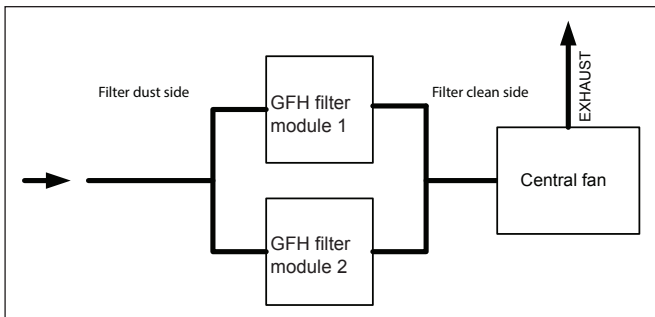 Filter dust side
GFH filter
module 1
Filter clean side
EXHAUST
Central fan
GFH filter
module 2